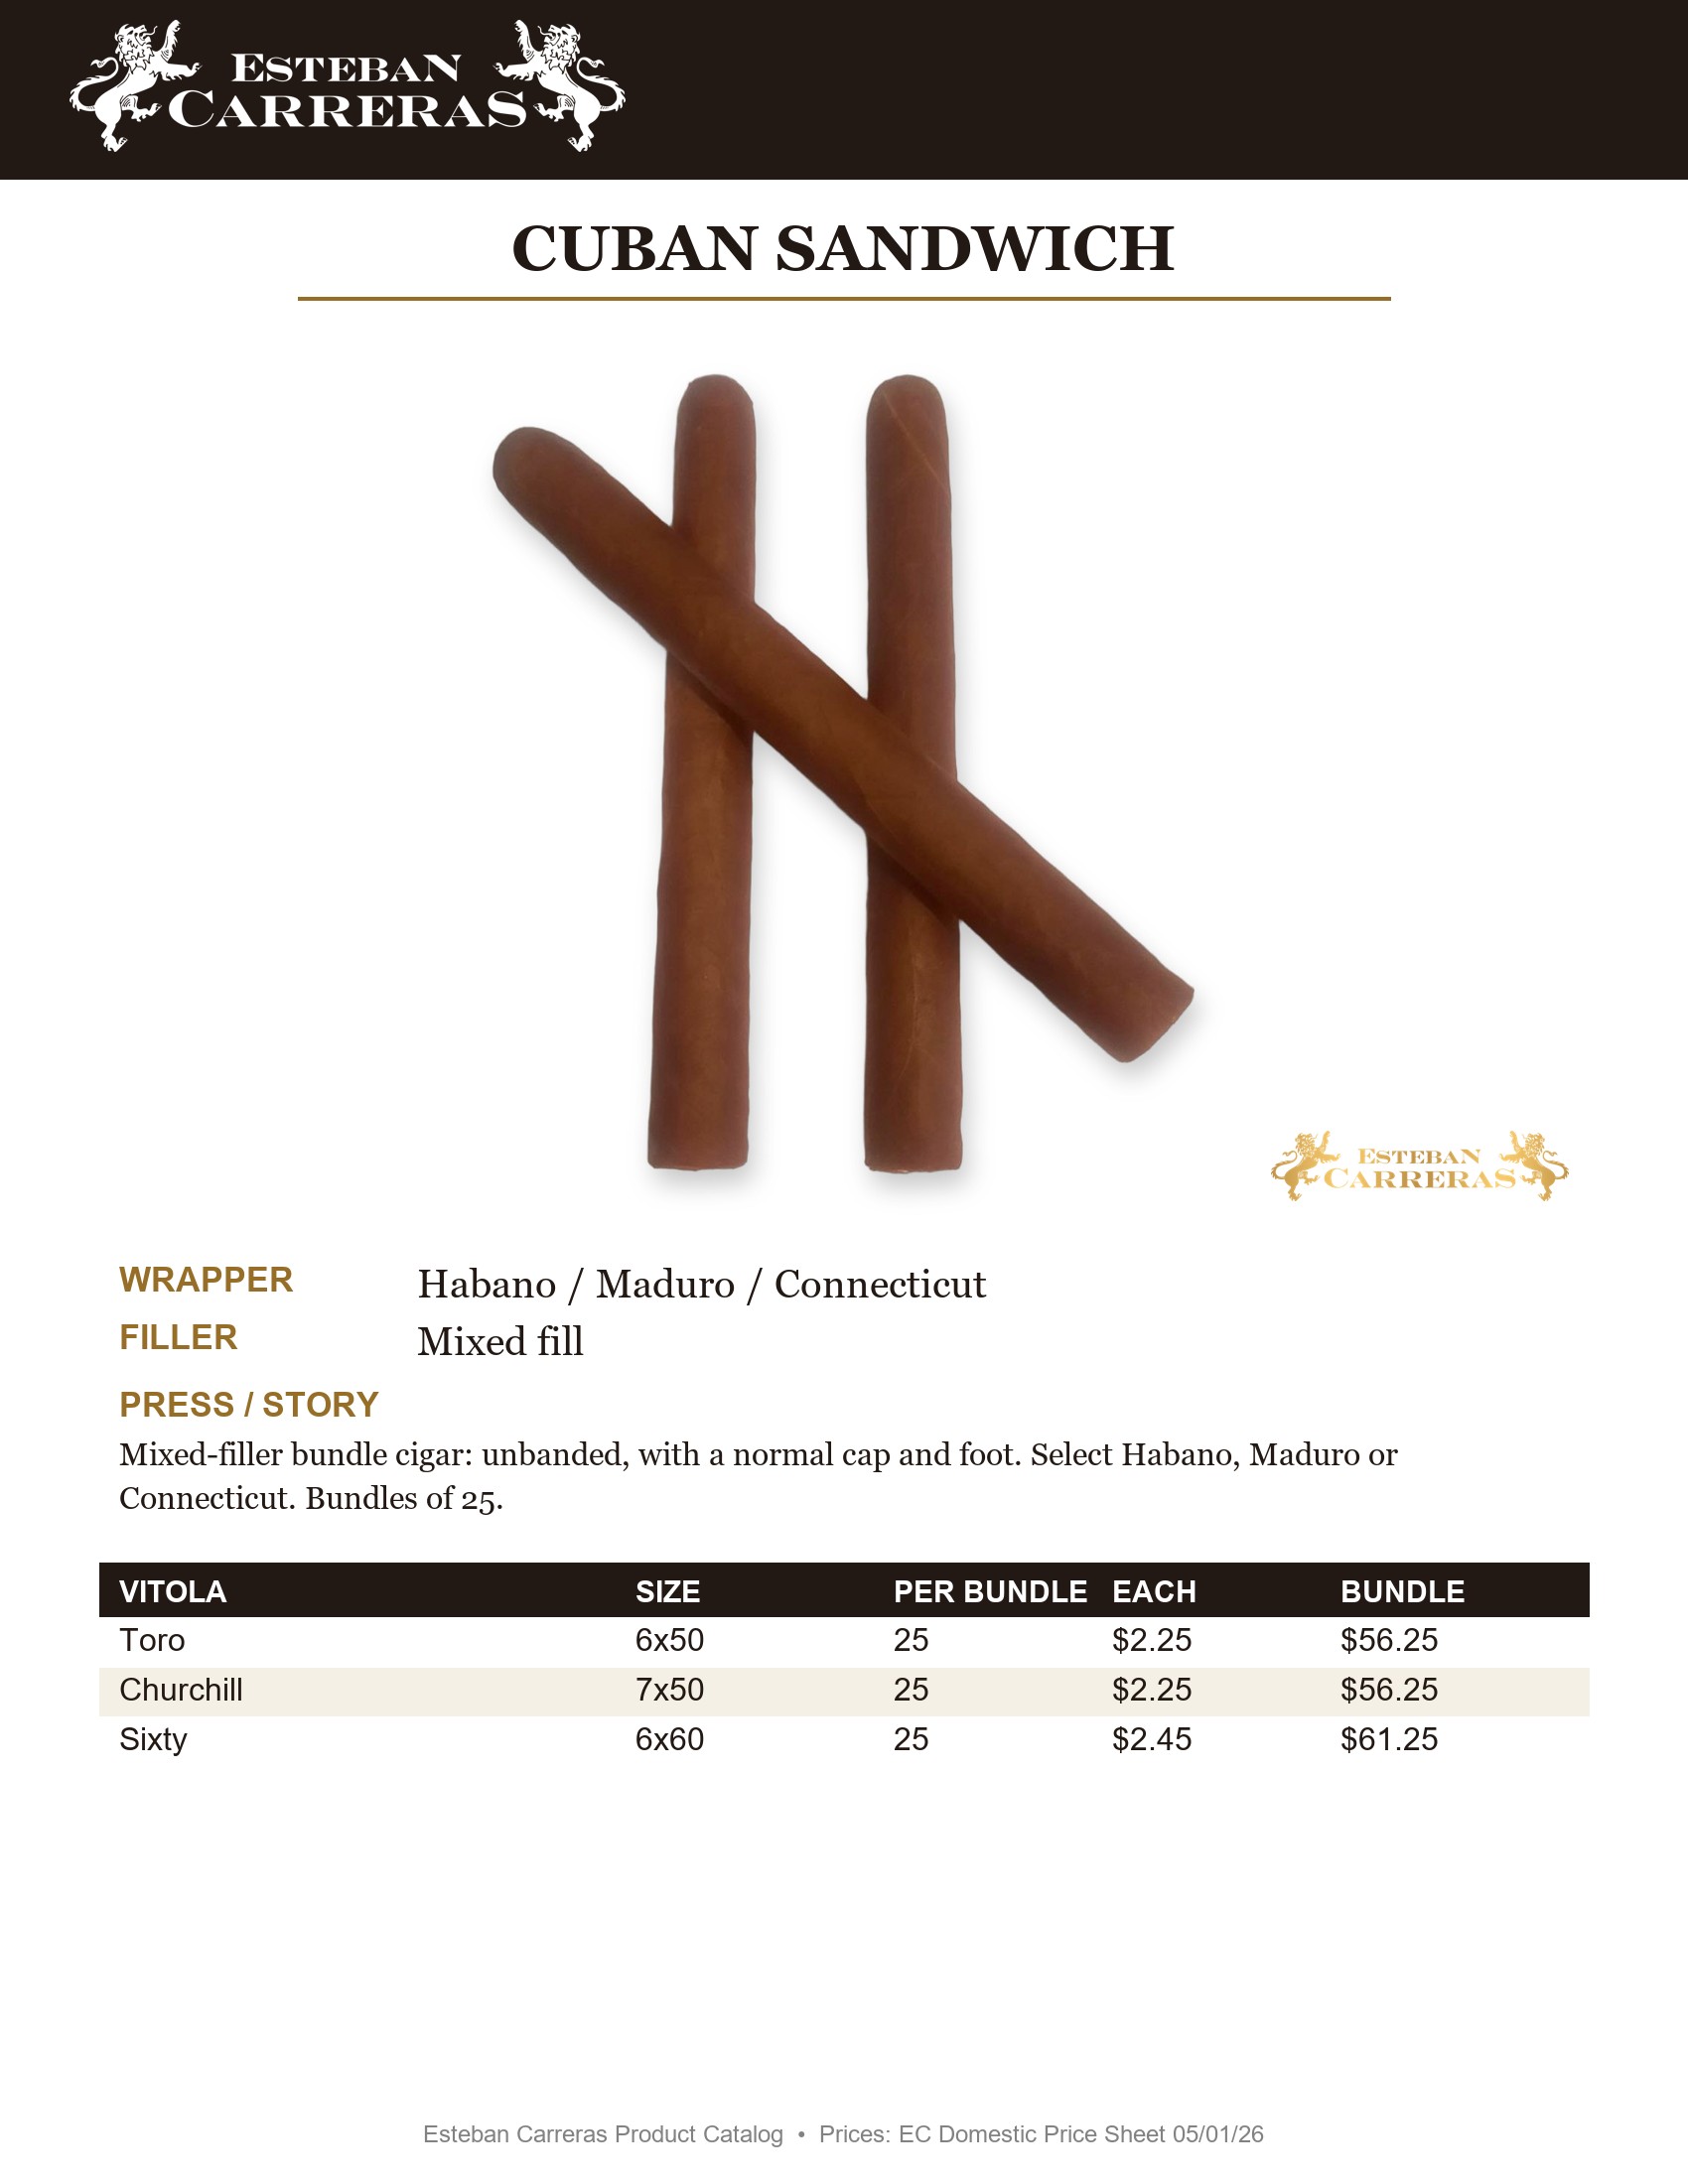 ESTEBAN
CARRERAS
CUBAN SANDWICH
ESTEBAN
CARRERAS
WRAPPER Habano / Maduro / Connecticut
FILLER Mixed fill
PRESS / STORY
Mixed-filler bundle cigar: unbanded, with a normal cap and foot. Select Habano, Maduro or
Connecticut. Bundles of 25.
VITOLA SIZE PER BUNDLE EACH BUNDLE
Toro 6x50 25 $2.25 $56.25
Churchill 7x50 25 $2.25 $56.25
Sixty 6x60 25 $2.45 $61.25
Esteban Carreras Product Catalog • Prices: EC Domestic Price Sheet 05/01/26